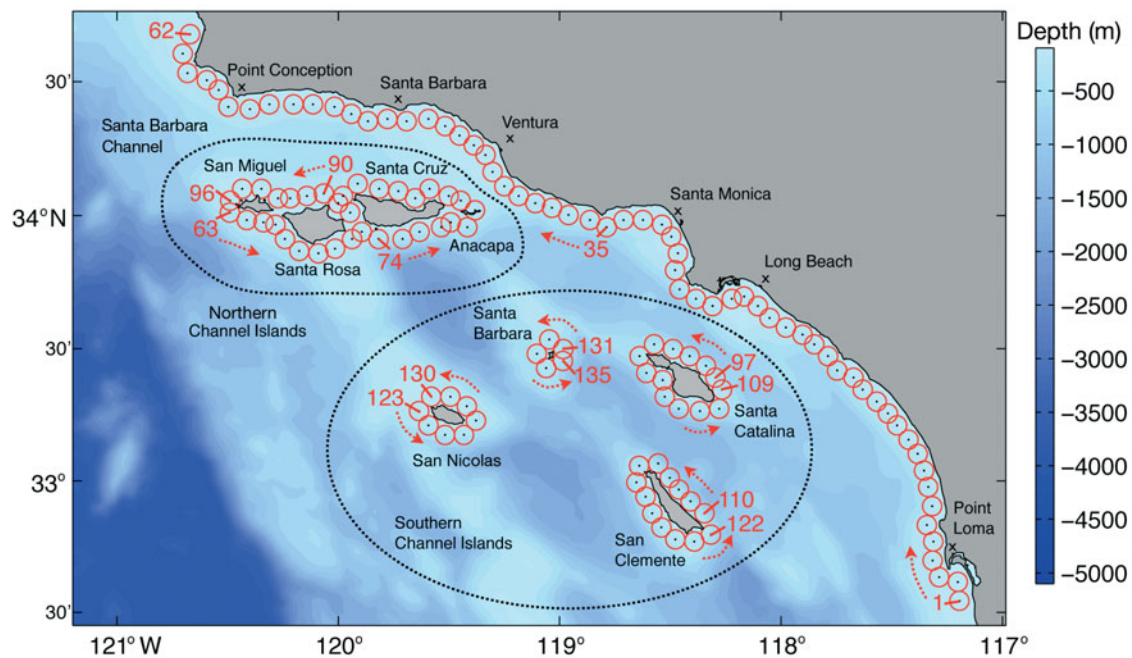 62
Depth (m)
Point Conception
Santa Barbara
30'
–500
Santa Barbara
Channel
Ventura
–1000
San Miguel
90
Santa Cruz
96
Santa Monica
–1500
34°N
63
35
–2000
Santa Rosa
74
Anacapa
Long Beach
–2500
Northern
Channel Islands
Santa
Barbara
–3000
30'
131
97
130
135
109
–3500
123
Santa
Catalina
San Nicolas
–4000
33°
110
Point
Loma
Southern
Channel Islands
San
Clemente
122
–4500
1
–5000
30'
121°W
120°
119°
118°
117°